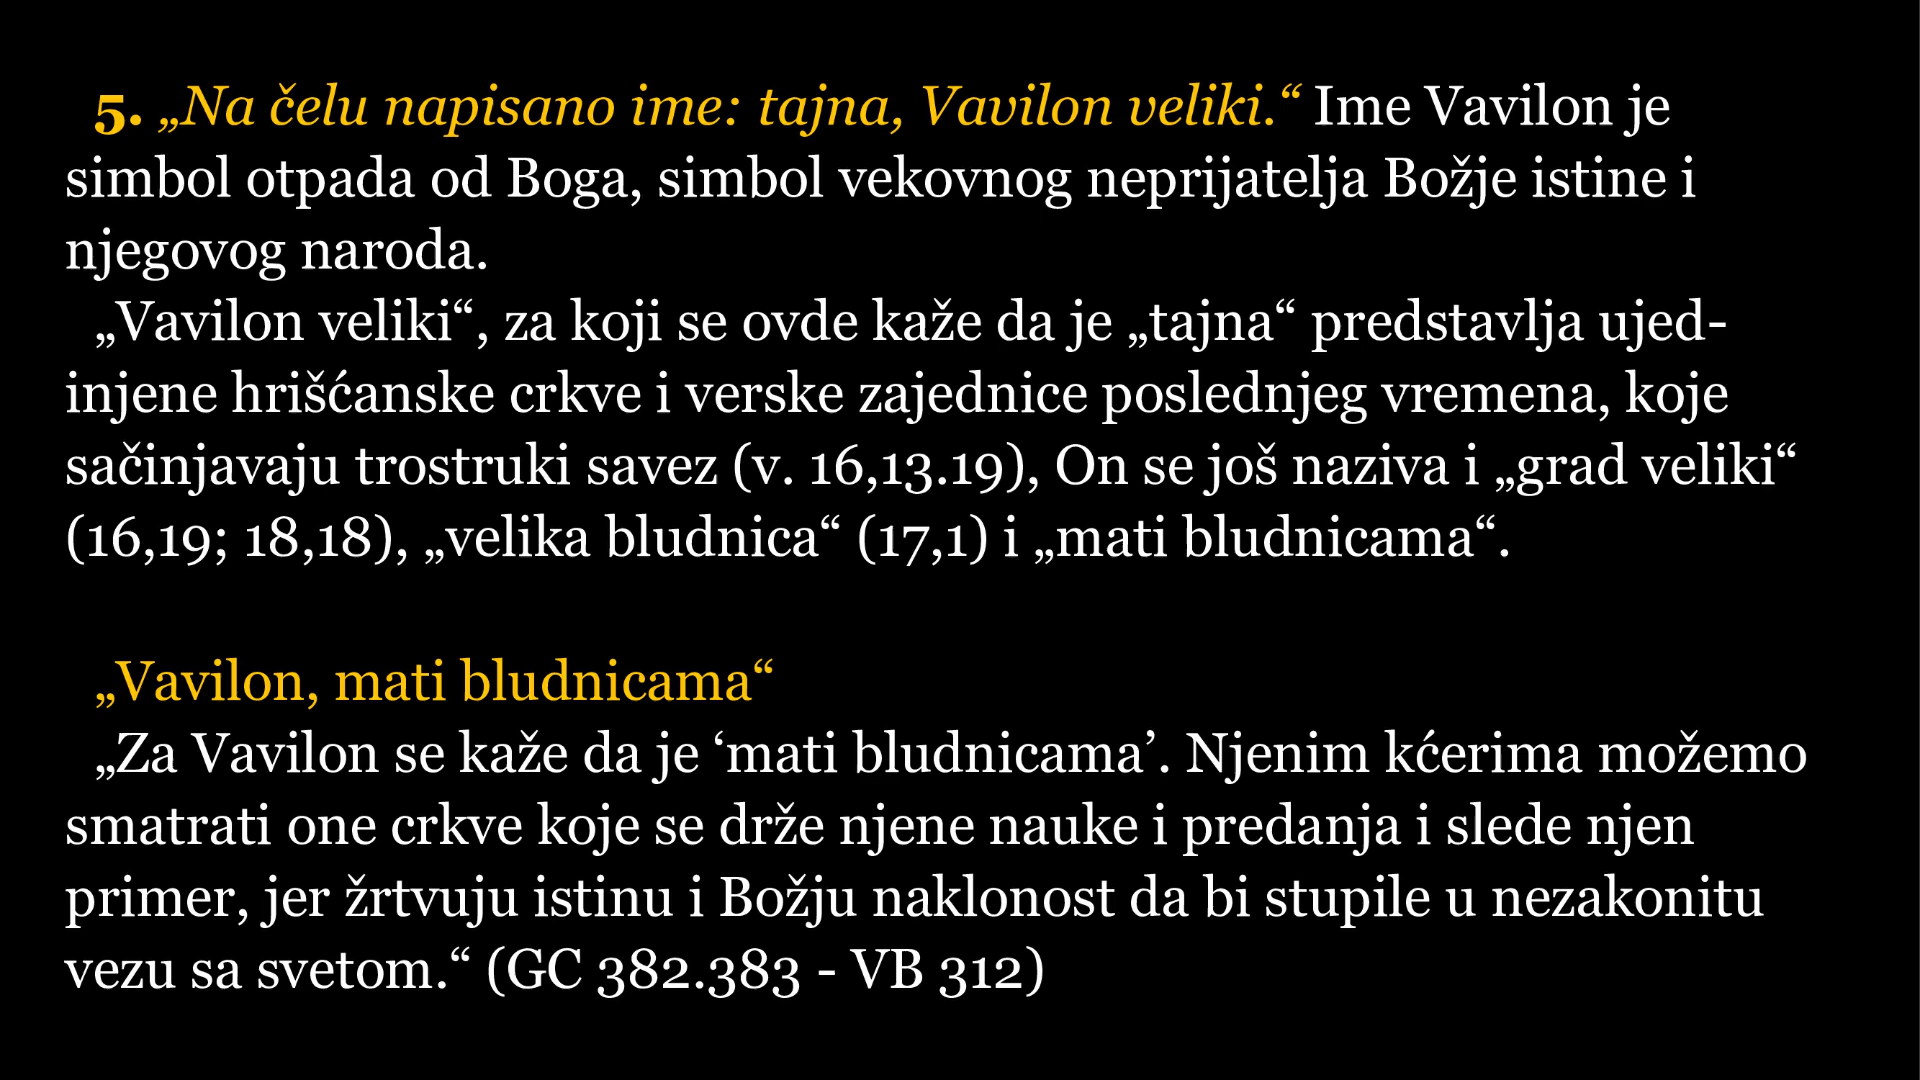 5. „Na čelu napisano ime: tajna, Vavilon veliki.“ Ime Vavilon je
simbol otpada od Boga, simbol vekovnog neprijatelja Božje istine i
njegovog naroda.
„Vavilon veliki“, za koji se ovde kaže da je „tajna“ predstavlja ujed-
injene hrišćanske crkve i verske zajednice poslednjeg vremena, koje
sačinjavaju trostruki savez (v. 16,13.19), On se još naziva i „grad veliki“
(16,19; 18,18), „velika bludnica“ (17,1) i „mati bludnicama“.
„Vavilon, mati bludnicama“
„Za Vavilon se kaže da je ‘mati bludnicama’. Njenim kćerima možemo
smatrati one crkve koje se drže njene nauke i predanja i slede njen
primer, jer žrtvuju istinu i Božju naklonost da bi stupile u nezakonitu
vezu sa svetom.“ (GC 382.383 - VB 312)